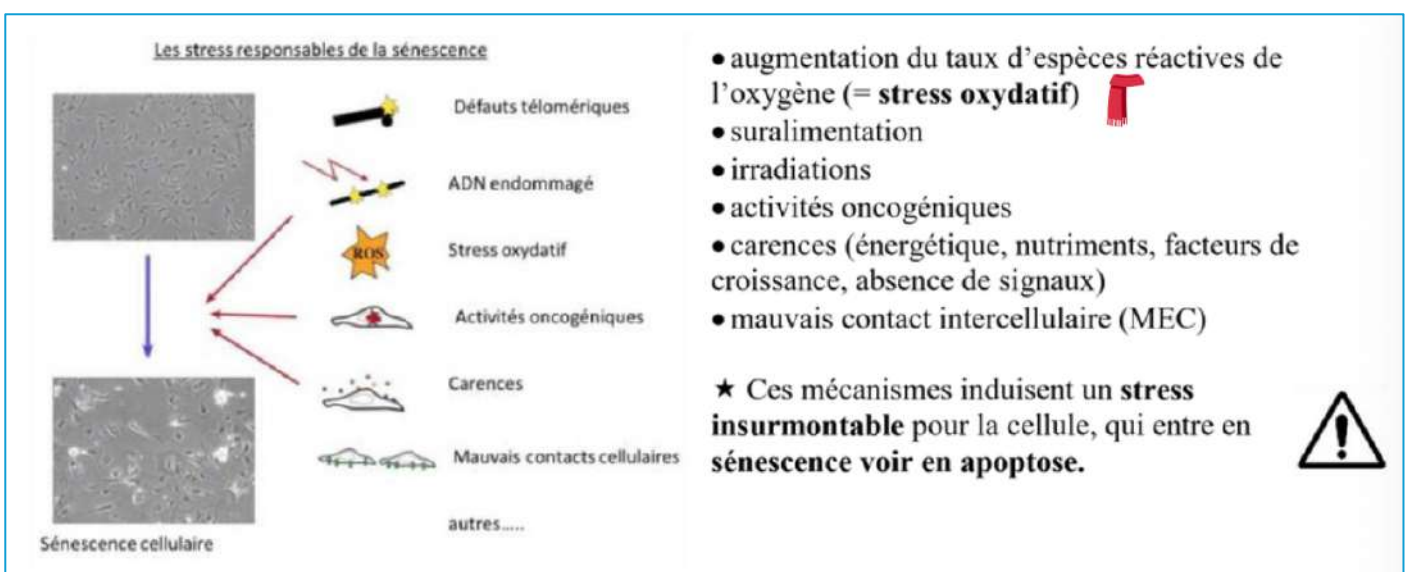 Les stress responsables de la sénescence
Défauts télomériques
ADN endommagé
ROS
Stress oxydatif
Activités oncogéniques
Carences
Mauvais contacts cellulaires
autres.....
Sénescence cellulaire
• augmentation du taux d'espèces réactives de
l'oxygène (= stress oxydatif)
• suralimentation
• irradiations
• activités oncogéniques
• carences (énergétique, nutriments, facteurs de
croissance, absence de signaux)
• mauvais contact intercellulaire (MEC)
★ Ces mécanismes induisent un stress
insurmontable pour la cellule, qui entre en
sénescence voir en apoptose.